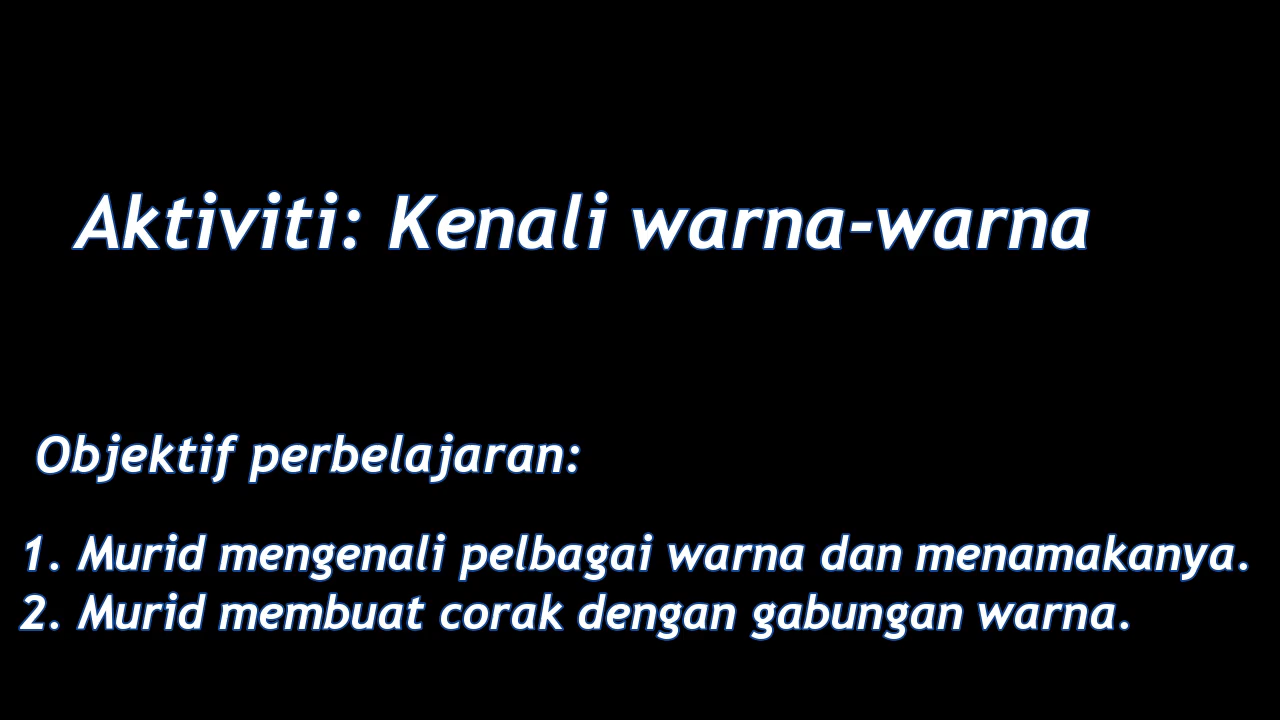 Aktiviti: Kenali warna-warna
Objektif perbelajaran:
1. Murid mengenali pelbagai warna dan menamakanya.
2. Murid membuat corak dengan gabungan warna.